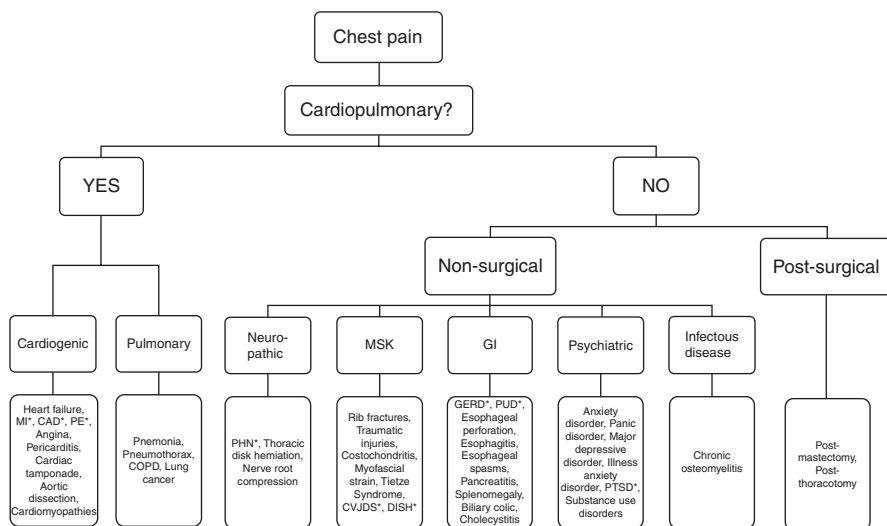 Chest pain
Cardiopulmonary?
YES
NO
Non-surgical
Post-surgical
Cardiogenic
Pulmonary
Neuro-
pathic
MSK
GI
Psychiatric
Infectous
disease
Heart failure,
MI*, CAD*, PE*,
Angina,
Pericarditis,
Cardiac
tamponade,
Aortic
dissection,
Cardiomyopathies
Pnemonia,
Pneumothorax,
COPD, Lung
cancer
PHN*, Thoracic
disk hemiation,
Nerve root
compression
Rib fractures,
Traumatic
injuries,
Costochondritis,
Myofascial
strain, Tietze
Syndrome,
CVJDS*, DISH*
GERD*, PUD*,
Esophageal
perforation,
Esophagitis,
Esophageal
spasms,
Pancreatitis,
Splenomegaly,
Biliary colic,
Cholecystitis
Anxiety
disorder, Panic
disorder, Major
depressive
disorder, Illness
anxiety
disorder, PTSD*,
Substance use
disorders
Chronic
osteomyelitis
Post-
mastectomy,
Post-
thoracotomy